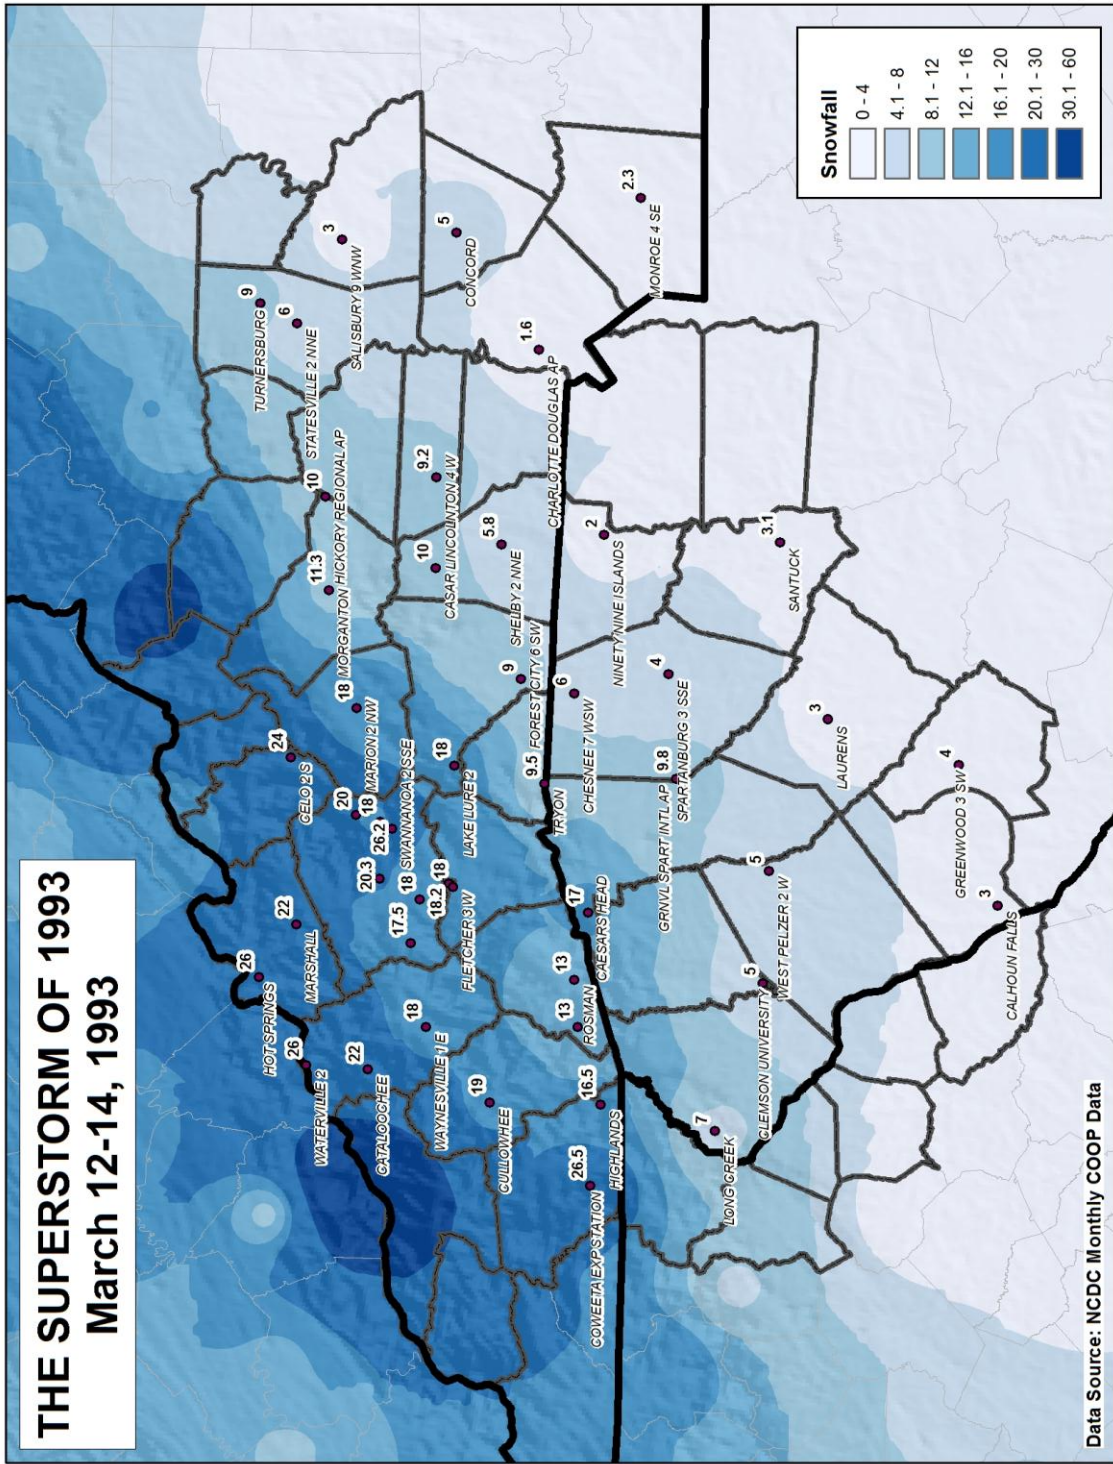 THE SUPERSTORM OF 1993
March 12-14, 1993
26
HOT SPRINGS
22
MARSHALL
24
CELO 2 S
26
WATERVILLE 2
22
CATALOOCHEE
20.3
26.2
20
18
18
MARION 2 NW
11.3
MORGANTON
10
HICKORY REGIONAL AP
9
TURNERSBURG
6
STATESVILLE 2 NNE
3
SALISBURY 9 WNW
18
WAYNESVILLE 1 E
17.5
18
SWANNANOA 2 SSE
18.2
18
FLETCHER 3 W
18
LAKE LURE 2
10
CASAR
9.2
LINCOLNTON 4 W
5
CONCORD
19
CULLOWHEE
5.8
SHELBY 2 NNE
9
FOREST CITY 6 SW
9.5
TRYON
1.6
CHARLOTTE DOUGLAS AP
26.5
COWEETA EXP STATION
16.5
HIGHLANDS
13
ROSMAN
13
17
CAESARS HEAD
6
CHESNEE 7 WSW
2
NINETY NINE ISLANDS
2.3
MONROE 4 SE
7
LONG CREEK
9.8
GRNVL SPART INTL AP
4
SPARTANBURG 3 SSE
5
CLEMSON UNIVERSITY
5
WEST PELZER 2 W
3.1
SANTUCK
3
LAURENS
4
GREENWOOD 3 SW
3
CALHOUN FALLS
Snowfall
0 - 4
4.1 - 8
8.1 - 12
12.1 - 16
16.1 - 20
20.1 - 30
30.1 - 60
Data Source: NCDC Monthly COOP Data